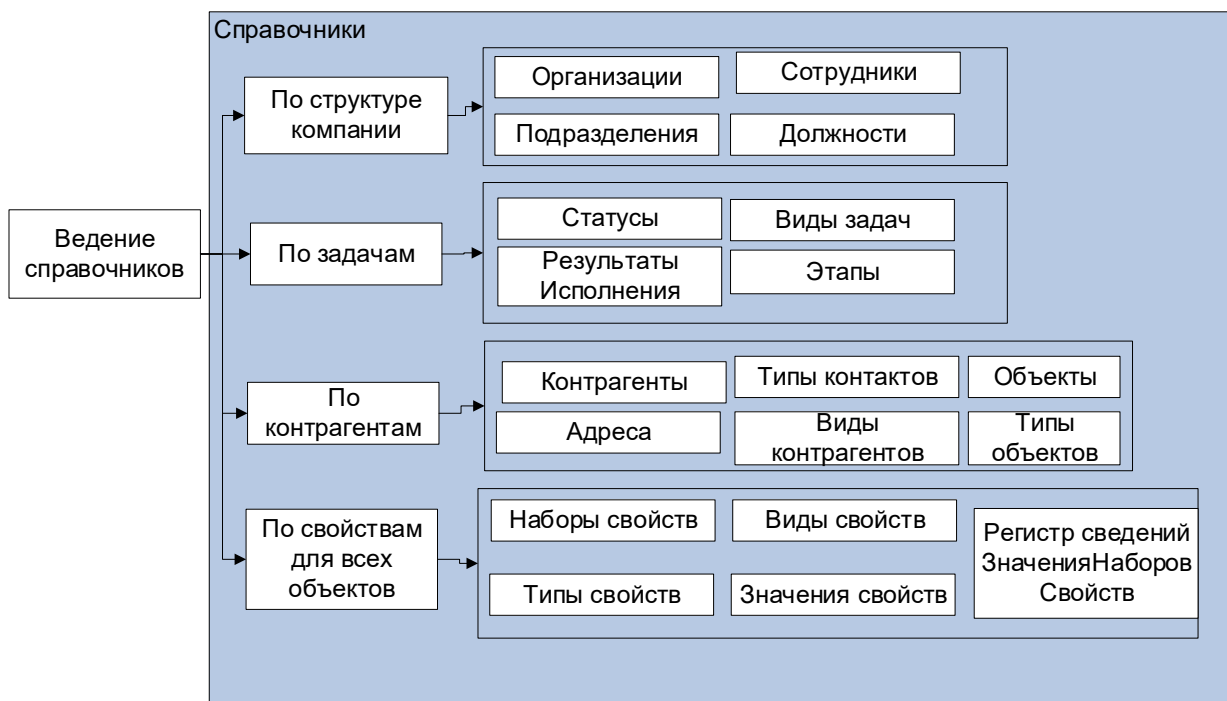 Справочники
Ведение
справочников
По структуре
компании
Организации
Сотрудники
Подразделения
Должности
По задачам
Статусы
Виды задач
Результаты
Исполнения
Этапы
По
контрагентам
Контрагенты
Типы контактов
Объекты
Адреса
Виды
контрагентов
Типы
объектов
По свойствам
для всех
объектов
Наборы свойств
Виды свойств
Типы свойств
Значения свойств
Регистр сведений
ЗначенияНаборов
Свойств